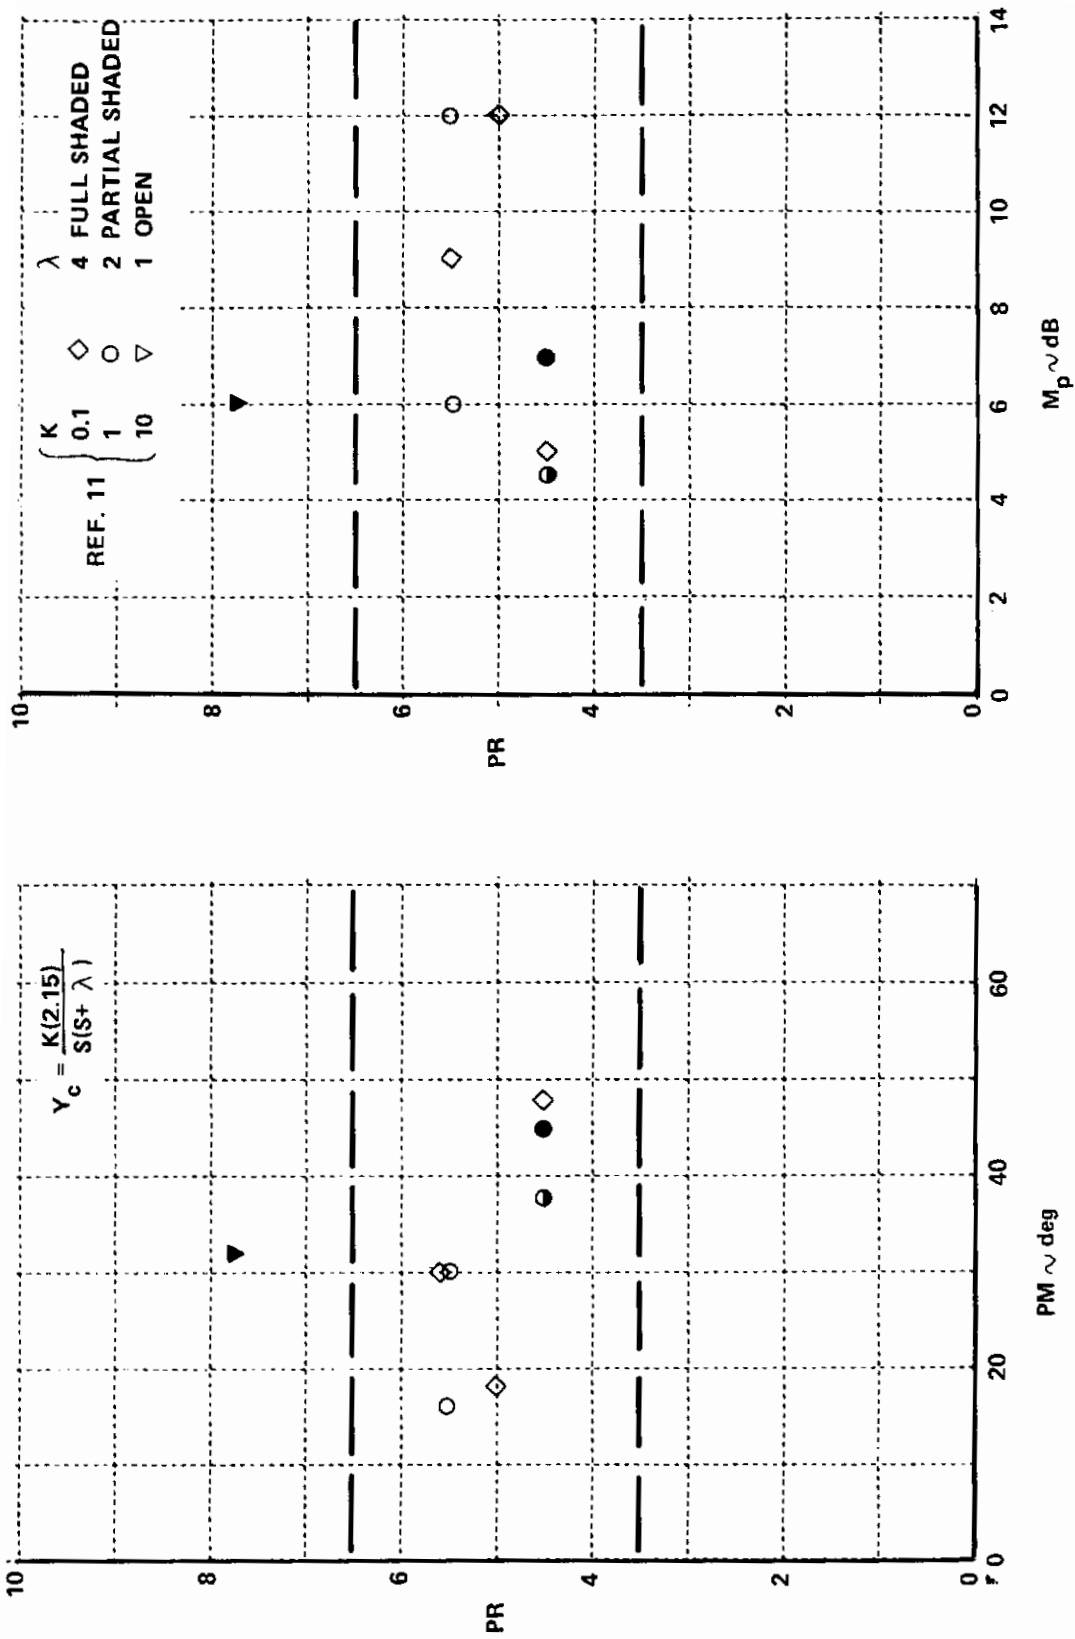 Y_c = K(2.15) / S(S+ λ)
PR
10
8
6
4
2
0
0
20
40
60
PM ~ deg
REF. 11 { K λ
0.1 ◇ 4 FULL SHADED
1 ○ 2 PARTIAL SHADED
10 ▽ 1 OPEN
PR
10
8
6
4
2
0
0
2
4
6
8
10
12
14
M_p ~ dB